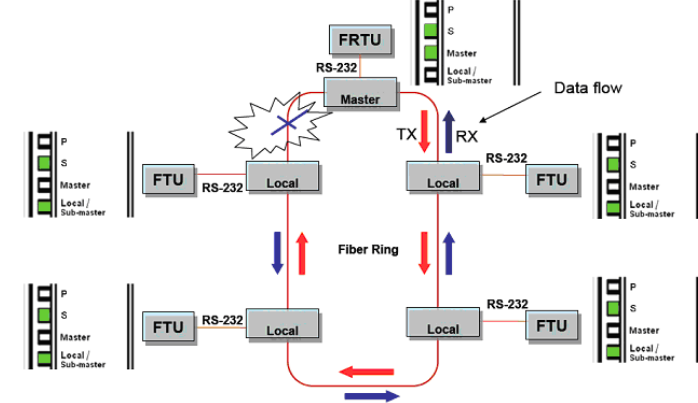 P
S
Master
Local /
Sub-master
FRTU
RS-232
Master
Data flow
TX
RX
P
S
Master
Local /
Sub-master
FTU
RS-232
Local
Local
RS-232
FTU
P
S
Master
Local /
Sub-master
Fiber Ring
P
S
Master
Local /
Sub-master
FTU
RS-232
Local
Local
RS-232
FTU
P
S
Master
Local /
Sub-master